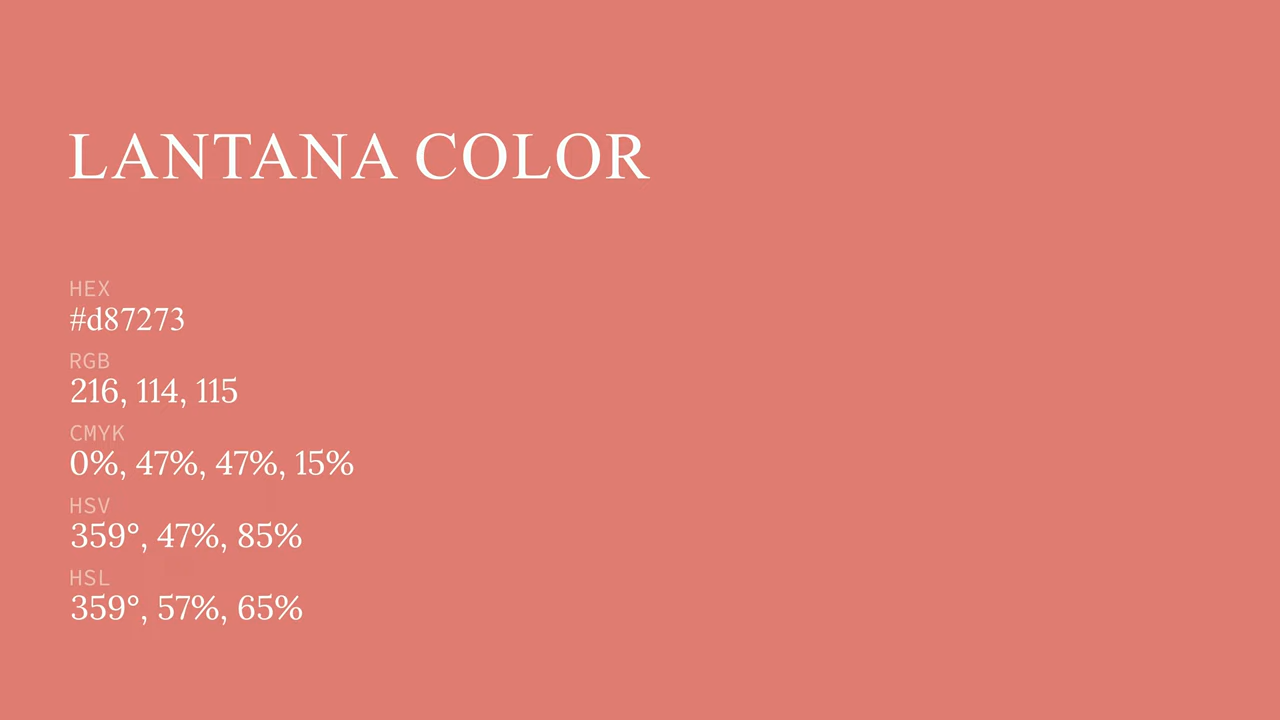 LANTANA COLOR
HEX
#d87273
RGB
216, 114, 115
CMYK
0%, 47%, 47%, 15%
HSV
359°, 47%, 85%
HSL
359°, 57%, 65%